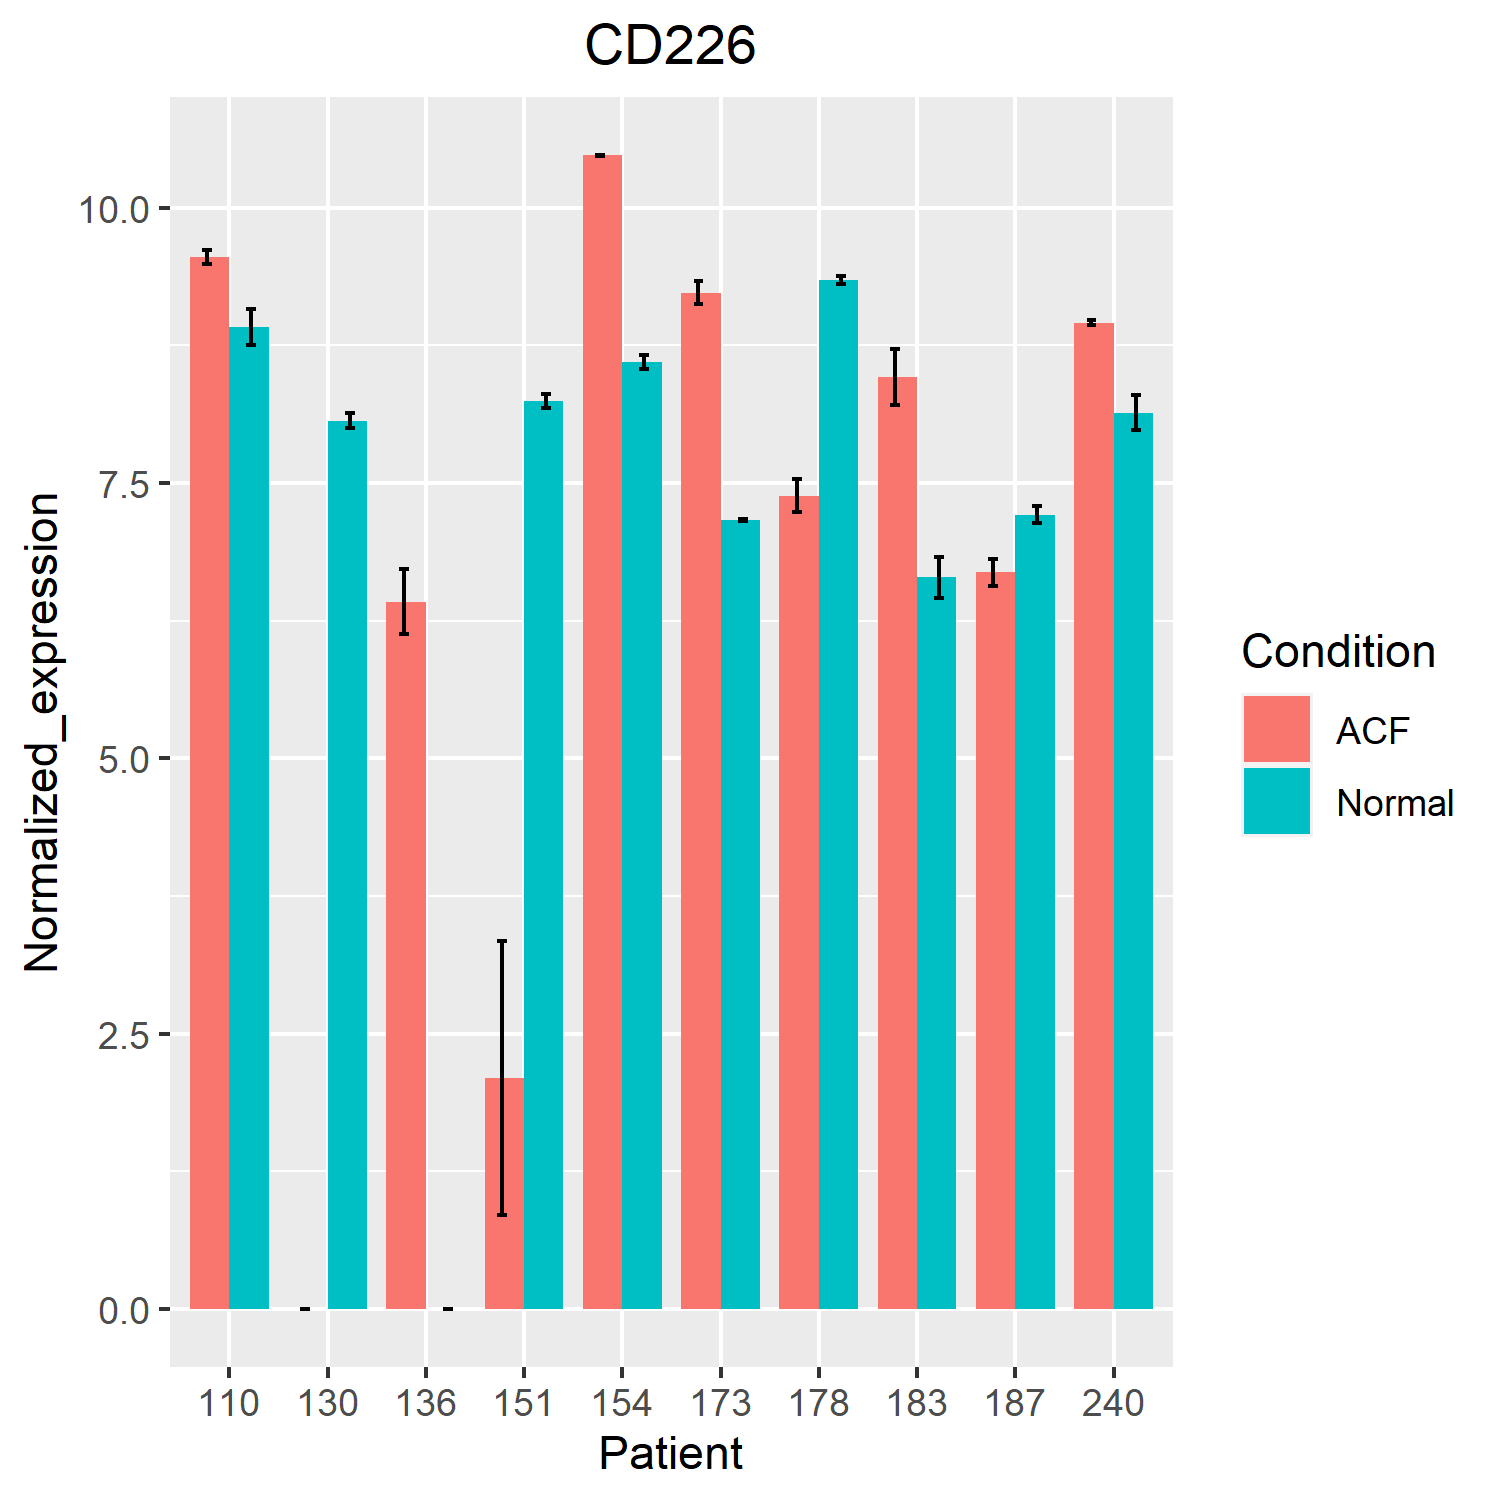 CD226
Normalized_expression
10.0
7.5
5.0
2.5
0.0
110 130 136 151 154 173 178 183 187 240
Patient
Condition
ACF
Normal